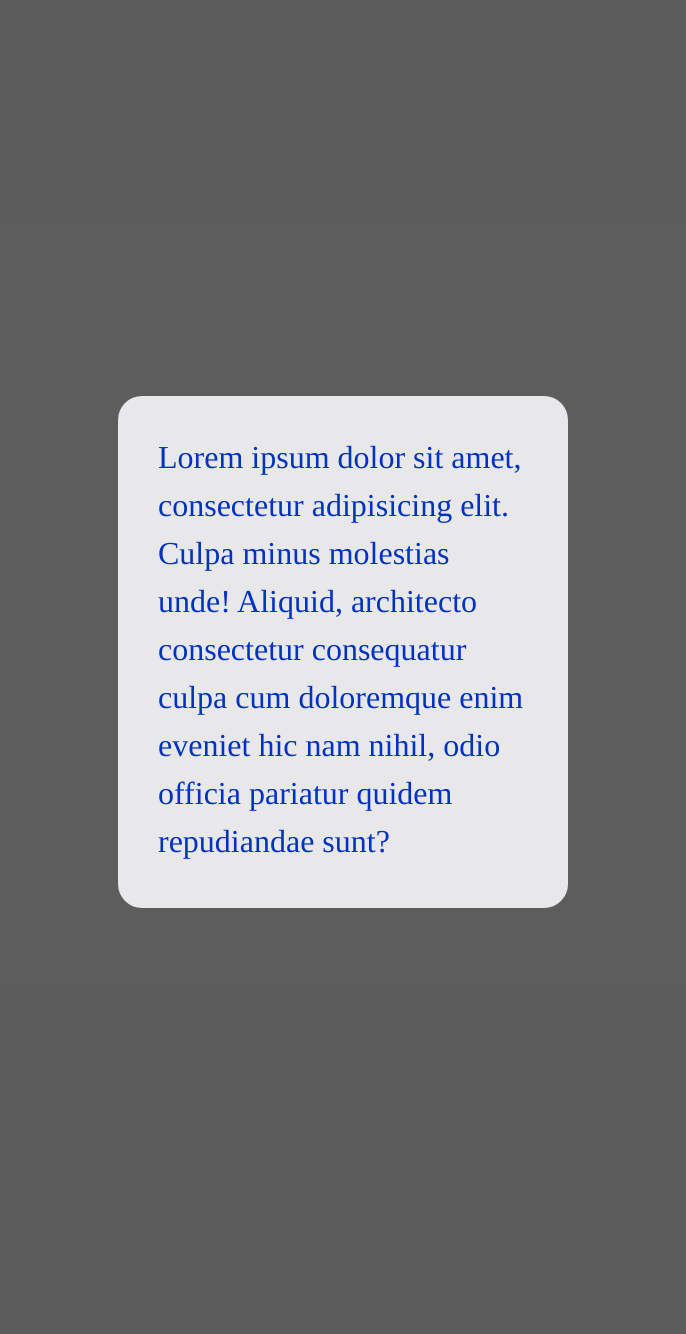 Lorem ipsum dolor sit amet,
consectetur adipisicing elit.
Culpa minus molestias
unde! Aliquid, architecto
consectetur consequatur
culpa cum doloremque enim
eveniet hic nam nihil, odio
officia pariatur quidem
repudiandae sunt?